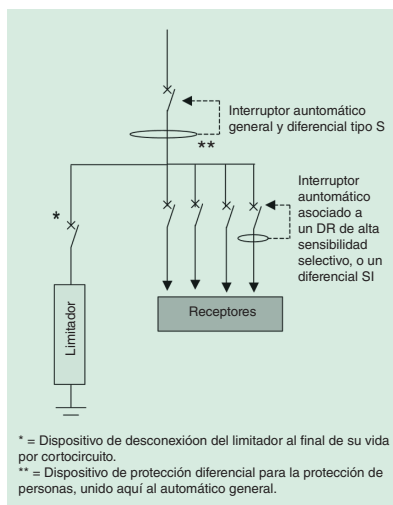 Interruptor auntomático
general y diferencial tipo S
**
Interruptor
auntomático
asociado a
un DR de alta
sensibilidad
selectivo, o un
diferencial SI
*
Limitador
Receptores
* = Dispositivo de desconexióon del limitador al final de su vida
por cortocircuito.
** = Dispositivo de protección diferencial para la protección de
personas, unido aquí al automático general.